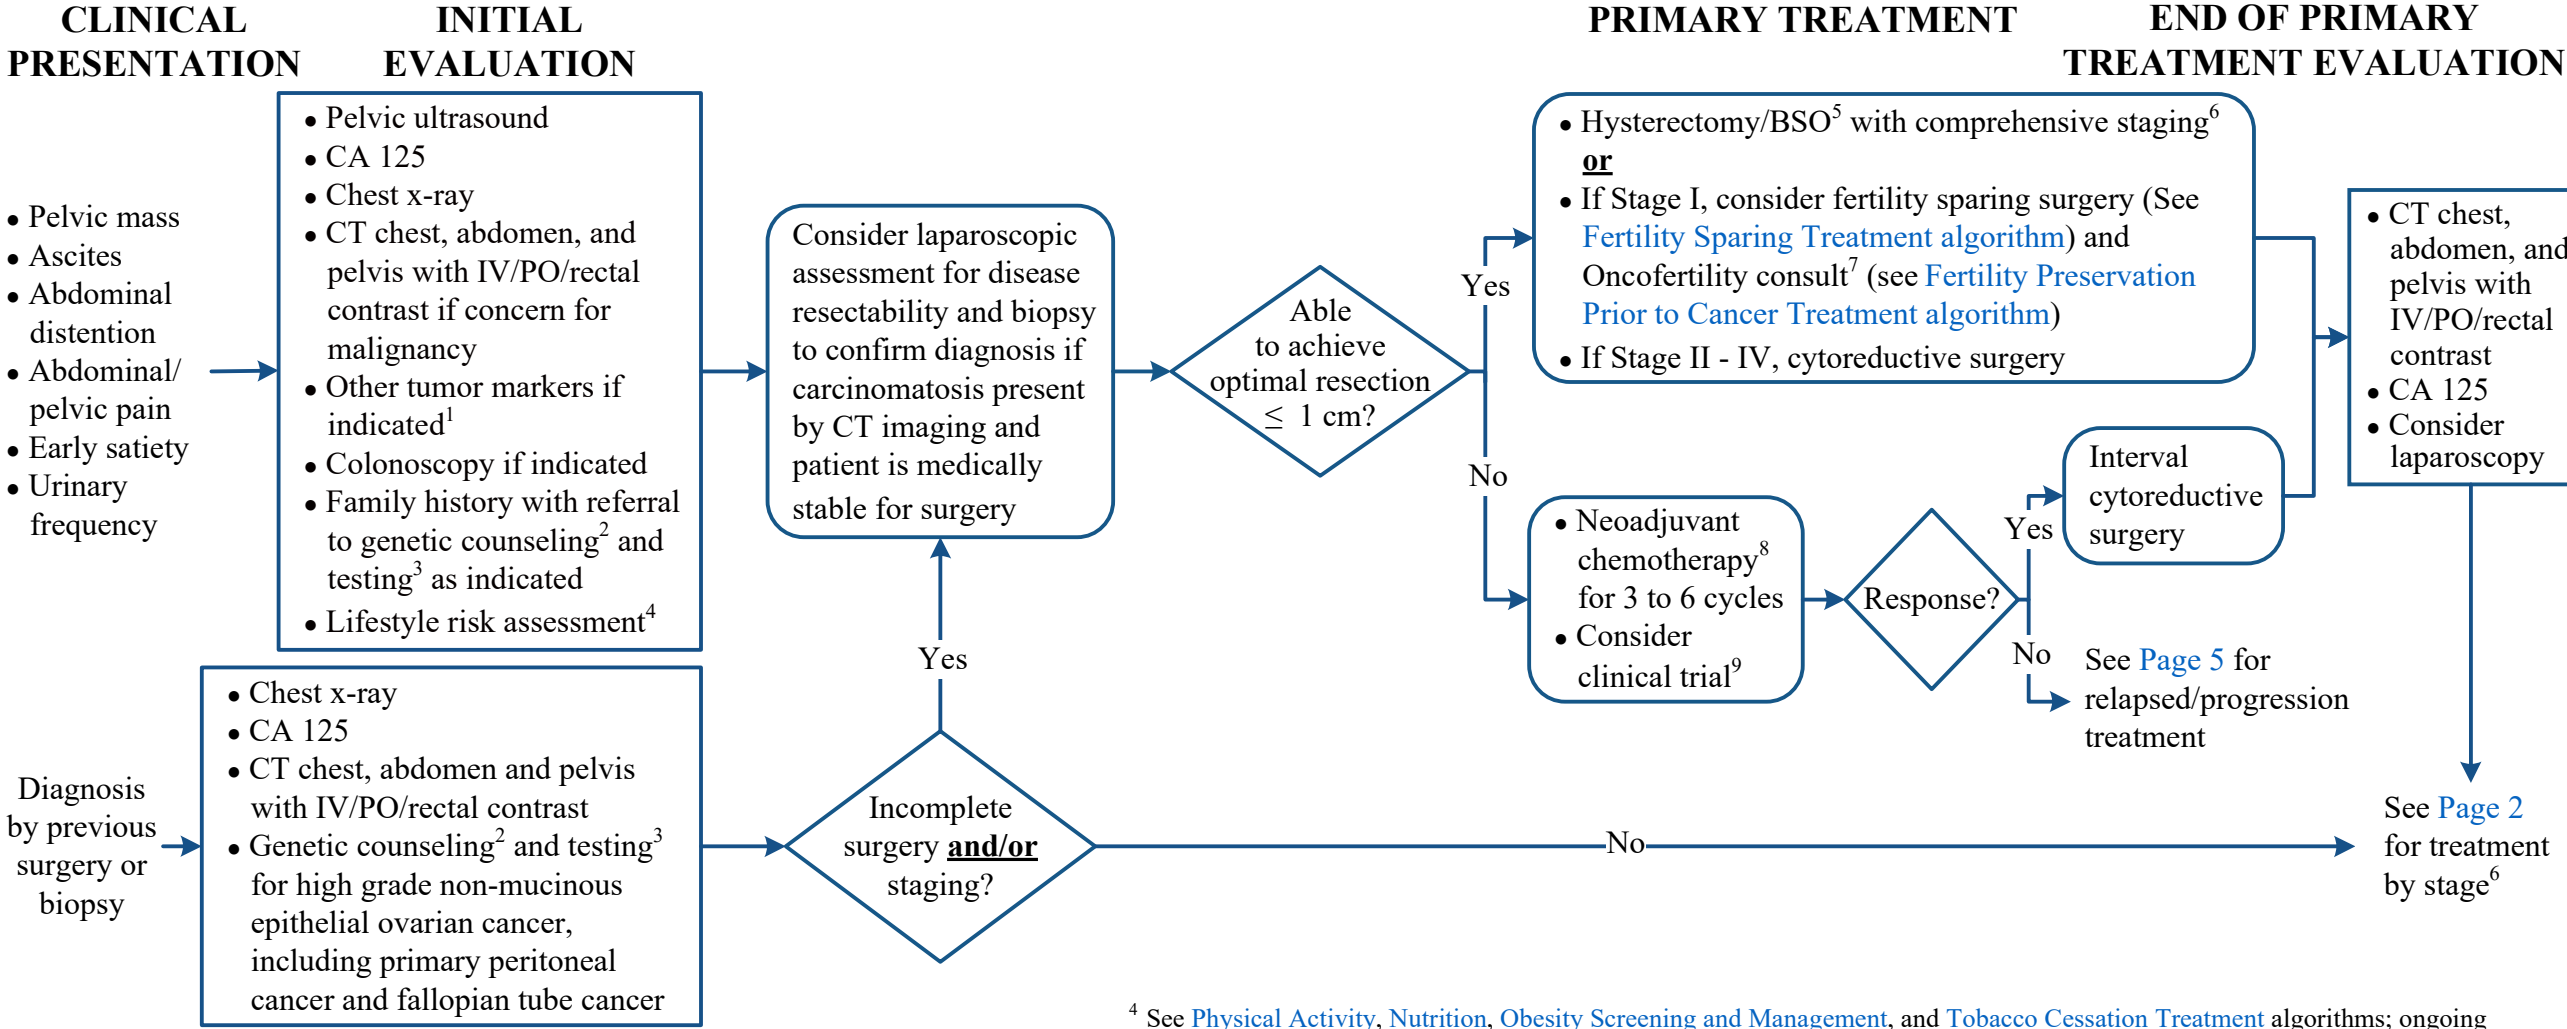 CLINICAL
PRESENTATION
INITIAL
EVALUATION
PRIMARY TREATMENT
END OF PRIMARY
TREATMENT EVALUATION
• Pelvic mass
• Ascites
• Abdominal
distention
• Abdominal/
pelvic pain
• Early satiety
• Urinary
frequency
• Pelvic ultrasound
• CA 125
• Chest x-ray
• CT chest, abdomen, and
pelvis with IV/PO/rectal
contrast if concern for
malignancy
• Other tumor markers if
indicated1
• Colonoscopy if indicated
• Family history with referral
to genetic counseling2 and
testing3 as indicated
• Lifestyle risk assessment4
Consider laparoscopic
assessment for disease
resectability and biopsy
to confirm diagnosis if
carcinomatosis present
by CT imaging and
patient is medically
stable for surgery
Able
to achieve
optimal resection
≤ 1 cm?
Yes
No
• Hysterectomy/BSO5 with comprehensive staging6
or
• If Stage I, consider fertility sparing surgery (See
Fertility Sparing Treatment algorithm) and
Oncofertility consult7 (see Fertility Preservation
Prior to Cancer Treatment algorithm)
• If Stage II - IV, cytoreductive surgery
• Neoadjuvant
chemotherapy8
for 3 to 6 cycles
• Consider
clinical trial9
Response?
Yes
No
Interval
cytoreductive
surgery
See Page 5 for
relapsed/progression
treatment
• CT chest,
abdomen, and
pelvis with
IV/PO/rectal
contrast
• CA 125
• Consider
laparoscopy
Diagnosis
by previous
surgery or
biopsy
• Chest x-ray
• CA 125
• CT chest, abdomen and pelvis
with IV/PO/rectal contrast
• Genetic counseling2 and testing3
for high grade non-mucinous
epithelial ovarian cancer,
including primary peritoneal
cancer and fallopian tube cancer
Incomplete
surgery and/or
staging?
Yes
No
See Page 2
for treatment
by stage6
4 See Physical Activity, Nutrition, Obesity Screening and Management, and Tobacco Cessation Treatment algorithms; ongoing